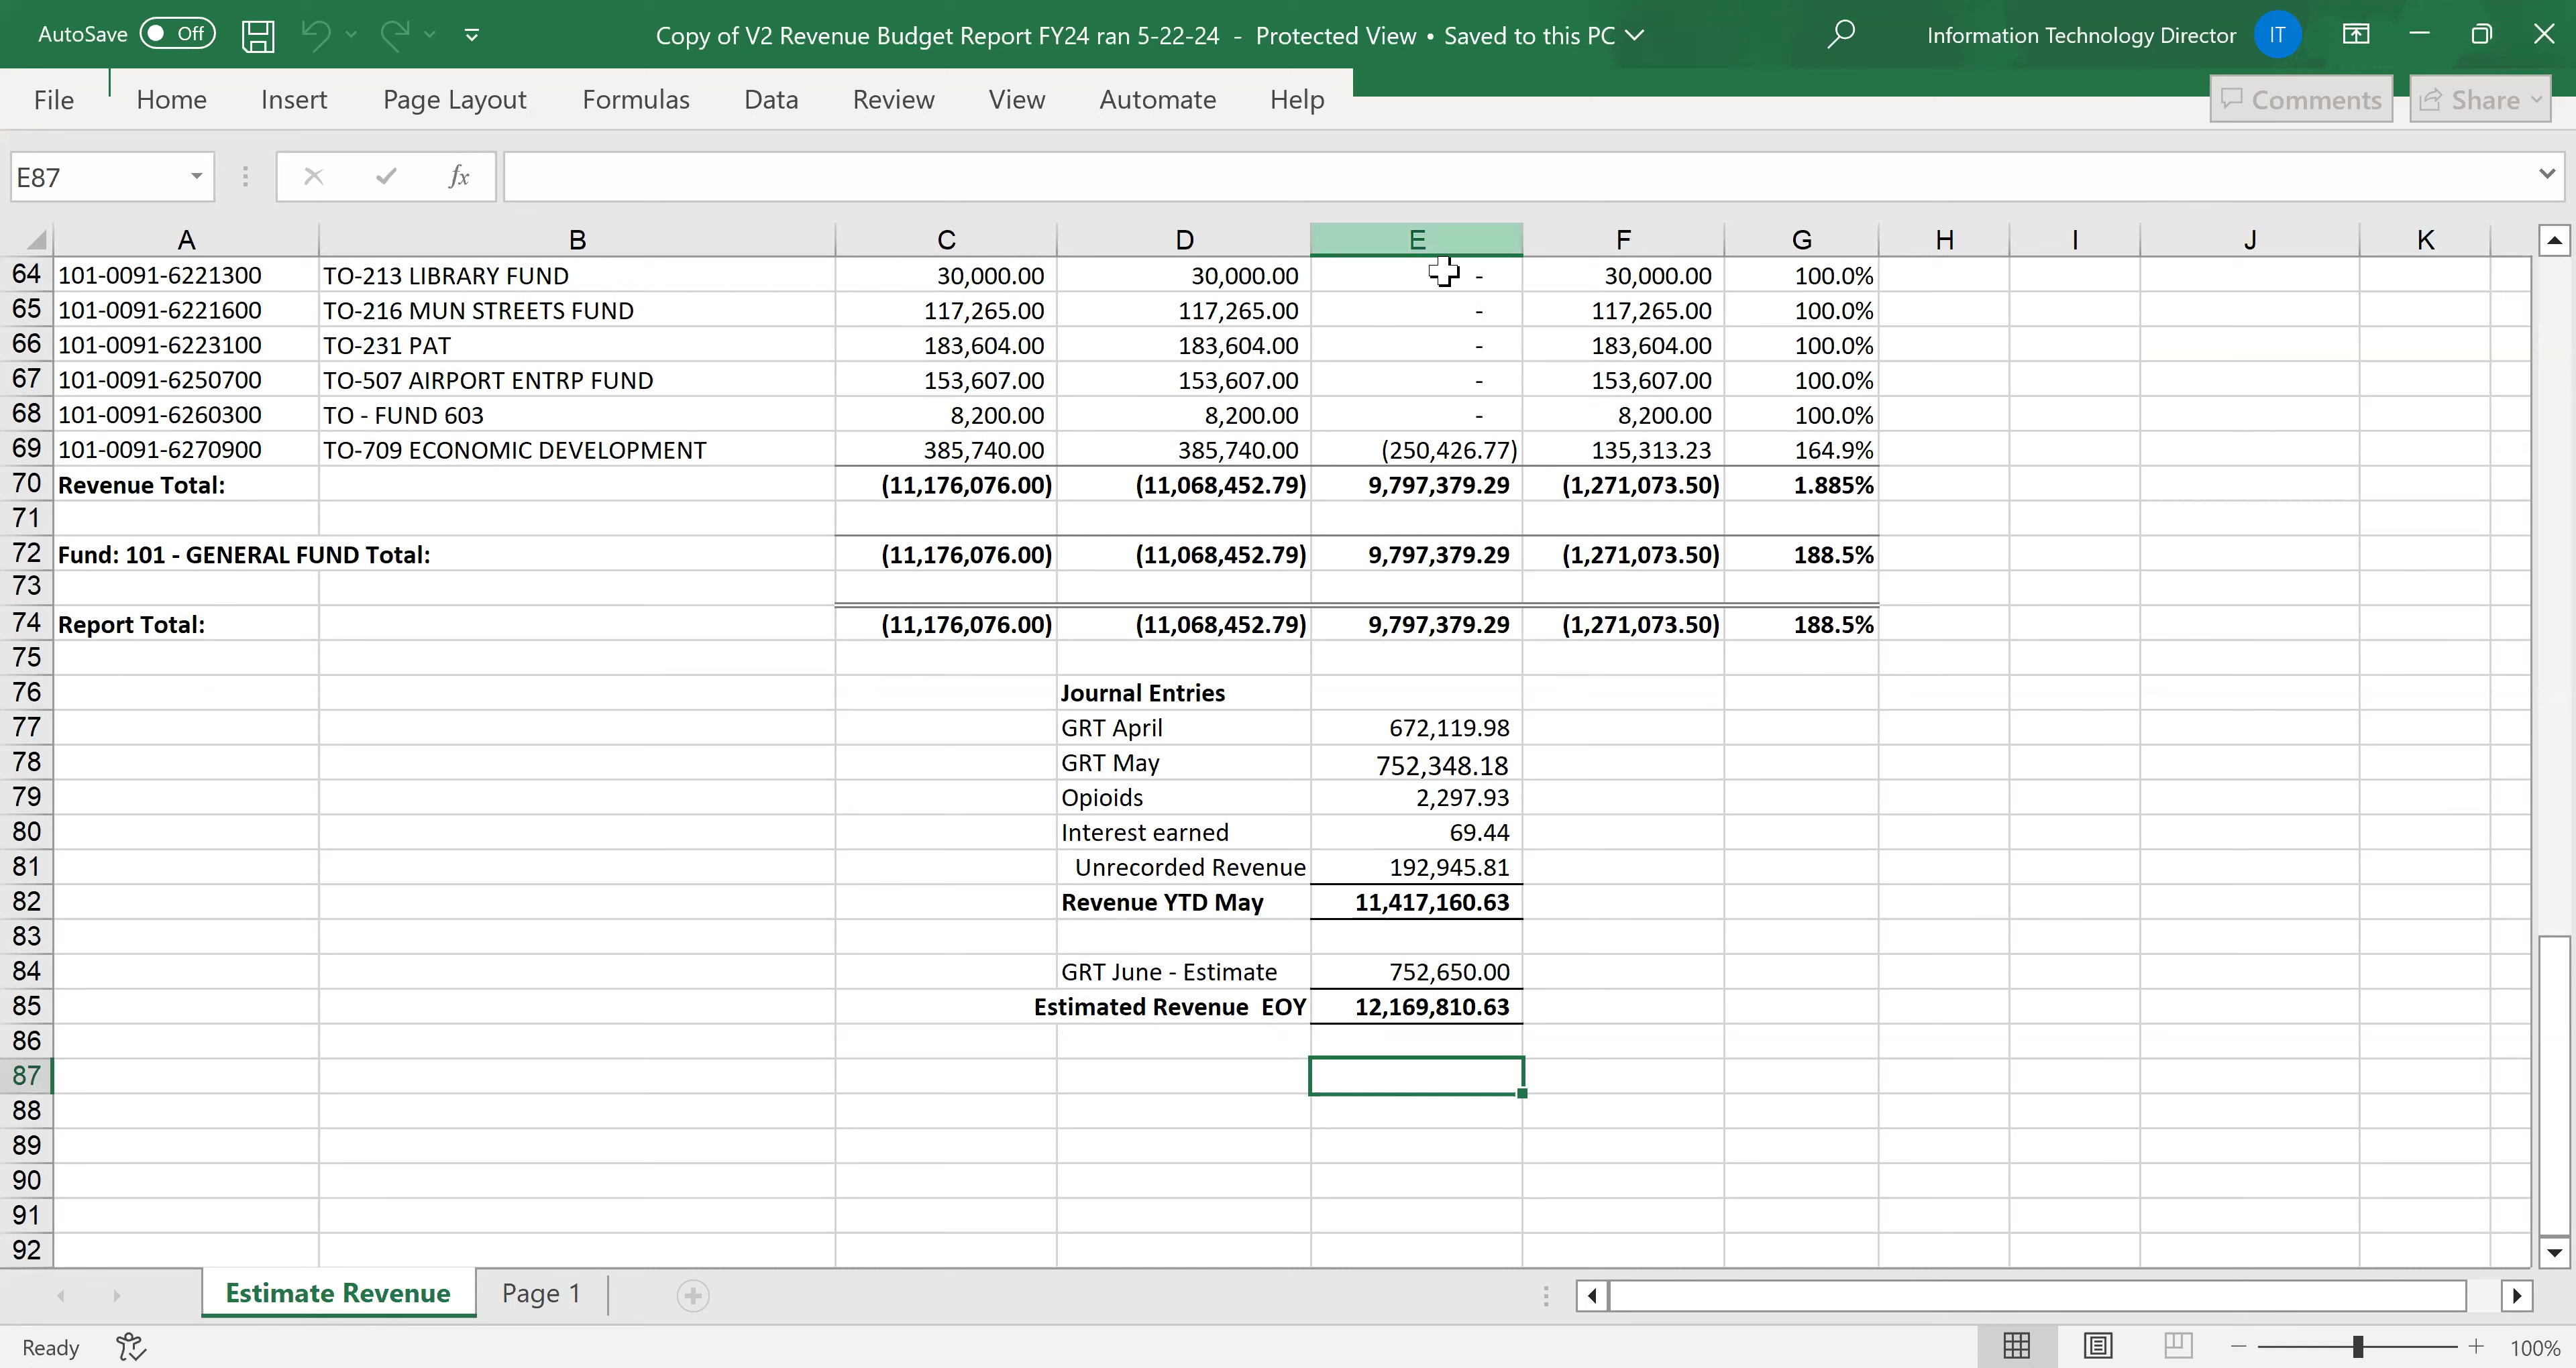 AutoSave Off Copy of V2 Revenue Budget Report FY24 ran 5-22-24 - Protected View • Saved to this PC Information Technology Director IT
File Home Insert Page Layout Formulas Data Review View Automate Help Comments Share
E87 fx
A B C D E F G H I J K
64 101-0091-6221300 TO-213 LIBRARY FUND 30,000.00 30,000.00 - 30,000.00 100.0%
65 101-0091-6221600 TO-216 MUN STREETS FUND 117,265.00 117,265.00 - 117,265.00 100.0%
66 101-0091-6223100 TO-231 PAT 183,604.00 183,604.00 - 183,604.00 100.0%
67 101-0091-6250700 TO-507 AIRPORT ENTRP FUND 153,607.00 153,607.00 - 153,607.00 100.0%
68 101-0091-6260300 TO - FUND 603 8,200.00 8,200.00 - 8,200.00 100.0%
69 101-0091-6270900 TO-709 ECONOMIC DEVELOPMENT 385,740.00 385,740.00 (250,426.77) 135,313.23 164.9%
70 Revenue Total: (11,176,076.00) (11,068,452.79) 9,797,379.29 (1,271,073.50) 1.885%
71
72 Fund: 101 - GENERAL FUND Total: (11,176,076.00) (11,068,452.79) 9,797,379.29 (1,271,073.50) 188.5%
73
74 Report Total: (11,176,076.00) (11,068,452.79) 9,797,379.29 (1,271,073.50) 188.5%
75
76 Journal Entries
77 GRT April 672,119.98
78 GRT May 752,348.18
79 Opioids 2,297.93
80 Interest earned 69.44
81 Unrecorded Revenue 192,945.81
82 Revenue YTD May 11,417,160.63
83
84 GRT June - Estimate 752,650.00
85 Estimated Revenue EOY 12,169,810.63
86
87
88
89
90
91
92
Estimate Revenue Page 1
Ready 100%